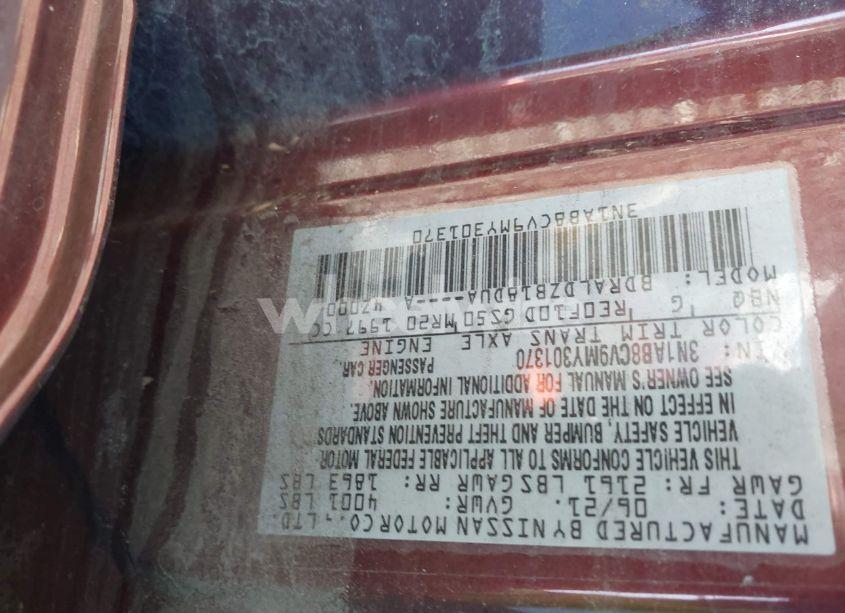 MANUFACTURED BY NISSAN MOTOR CO., LTD.
DATE: 06/21 GVWR: 4001 LBS
GAWR FR: 2161 LBS GAWR RR: 1863 LBS
THIS VEHICLE CONFORMS TO ALL APPLICABLE FEDERAL MOTOR
VEHICLE SAFETY, BUMPER AND THEFT PREVENTION STANDARDS
IN EFFECT ON THE DATE OF MANUFACTURE SHOWN ABOVE.
SEE OWNER'S MANUAL FOR ADDITIONAL INFORMATION.
VIN: 3N1AB8CV9MY301370 PASSENGER CAR.
COLOR TRIM TRANS AXLE ENGINE
NBQ G RE0F10D GS50 MR20 1997 CC
MODEL: BDRALDZB18DUA----A
3N1AB8CV9MY301370